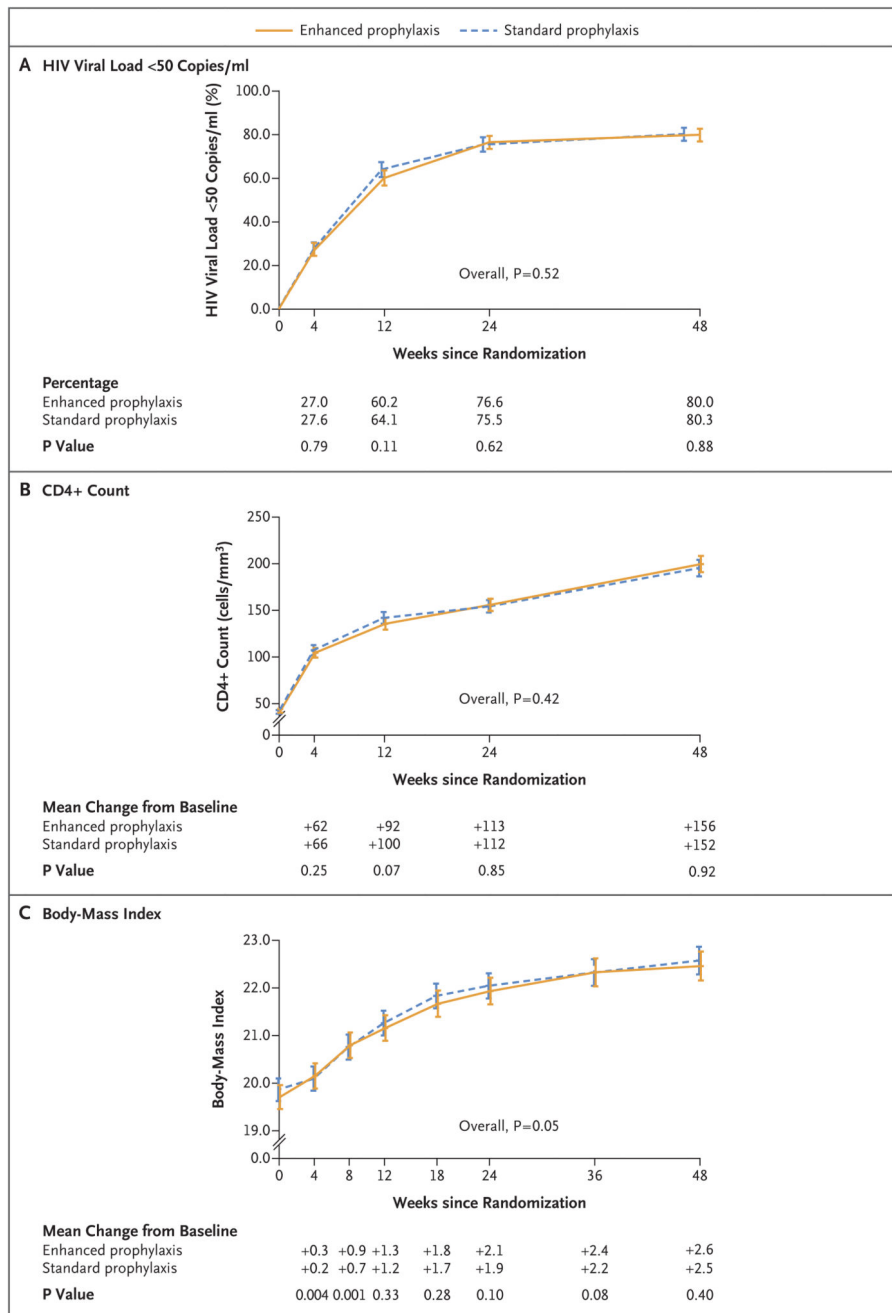 Enhanced prophylaxis Standard prophylaxis
A HIV Viral Load <50 Copies/ml
HIV Viral Load <50 Copies/ml (%)
100.0
80.0
60.0
40.0
20.0
0.0
Overall, P=0.52
0 4 12 24 48
Weeks since Randomization
Percentage
Enhanced prophylaxis 27.0 60.2 76.6 80.0
Standard prophylaxis 27.6 64.1 75.5 80.3
P Value 0.79 0.11 0.62 0.88
B CD4+ Count
CD4+ Count (cells/mm³)
250
200
150
100
50
0
Overall, P=0.42
0 4 12 24 48
Weeks since Randomization
Mean Change from Baseline
Enhanced prophylaxis +62 +92 +113 +156
Standard prophylaxis +66 +100 +112 +152
P Value 0.25 0.07 0.85 0.92
C Body-Mass Index
Body-Mass Index
23.0
22.0
21.0
20.0
19.0
0.0
Overall, P=0.05
0 4 8 12 18 24 36 48
Weeks since Randomization
Mean Change from Baseline
Enhanced prophylaxis +0.3 +0.9 +1.3 +1.8 +2.1 +2.4 +2.6
Standard prophylaxis +0.2 +0.7 +1.2 +1.7 +1.9 +2.2 +2.5
P Value 0.004 0.001 0.33 0.28 0.10 0.08 0.40